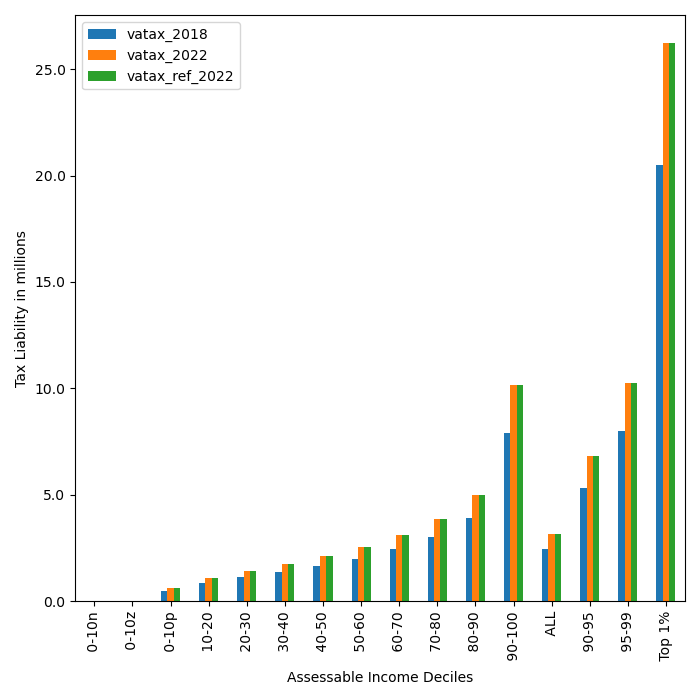 vatax_2018
vatax_2022
vatax_ref_2022
Tax Liability in millions
25.0
20.0
15.0
10.0
5.0
0.0
0-10n
0-10z
0-10p
10-20
20-30
30-40
40-50
50-60
60-70
70-80
80-90
90-100
ALL
90-95
95-99
Top 1%
Assessable Income Deciles